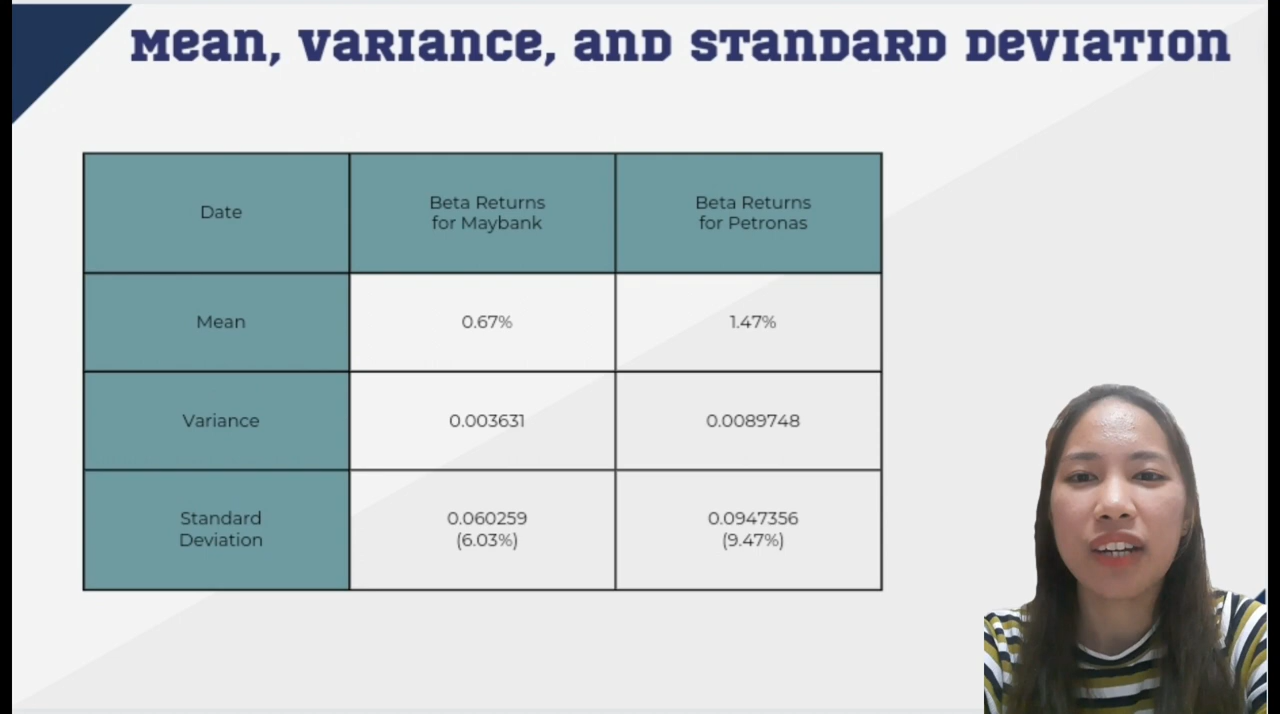 Mean, Variance, and Standard Deviation
Date
Beta Returns
for Maybank
Beta Returns
for Petronas
Mean
0.67%
1.47%
Variance
0.003631
0.0089748
Standard
Deviation
0.060259
(6.03%)
0.0947356
(9.47%)